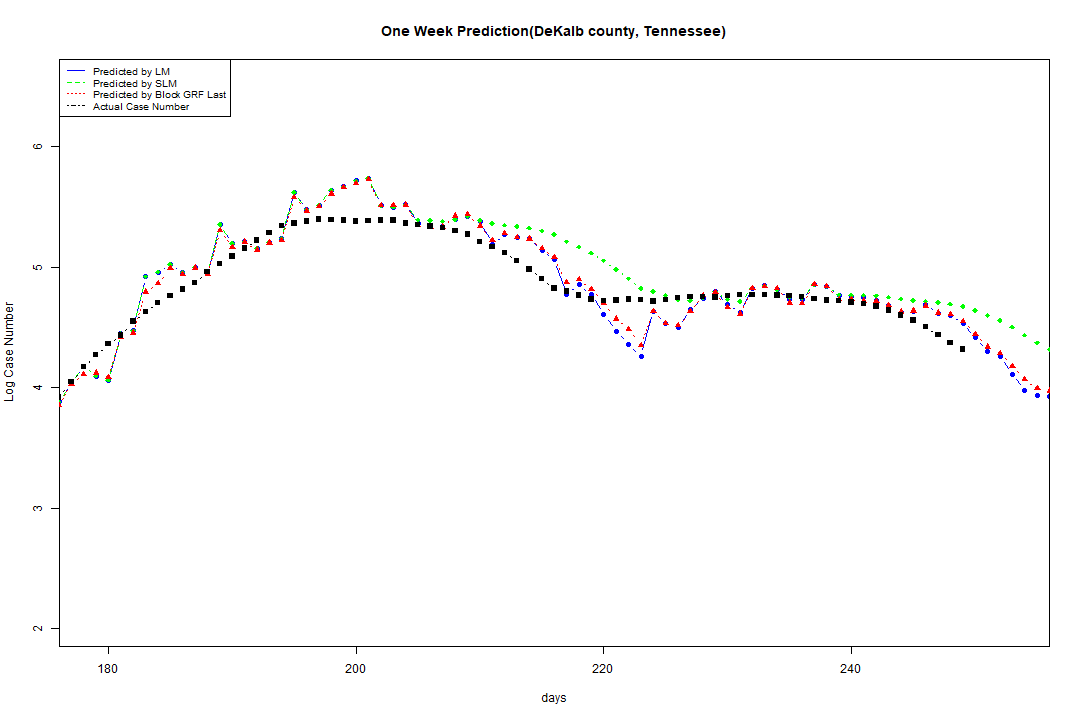 One Week Prediction(DeKalb county, Tennessee)
Predicted by LM
Predicted by SLM
Predicted by Block GRF Last
Actual Case Number
6
5
4
3
2
Log Case Number
180 200 220 240
days